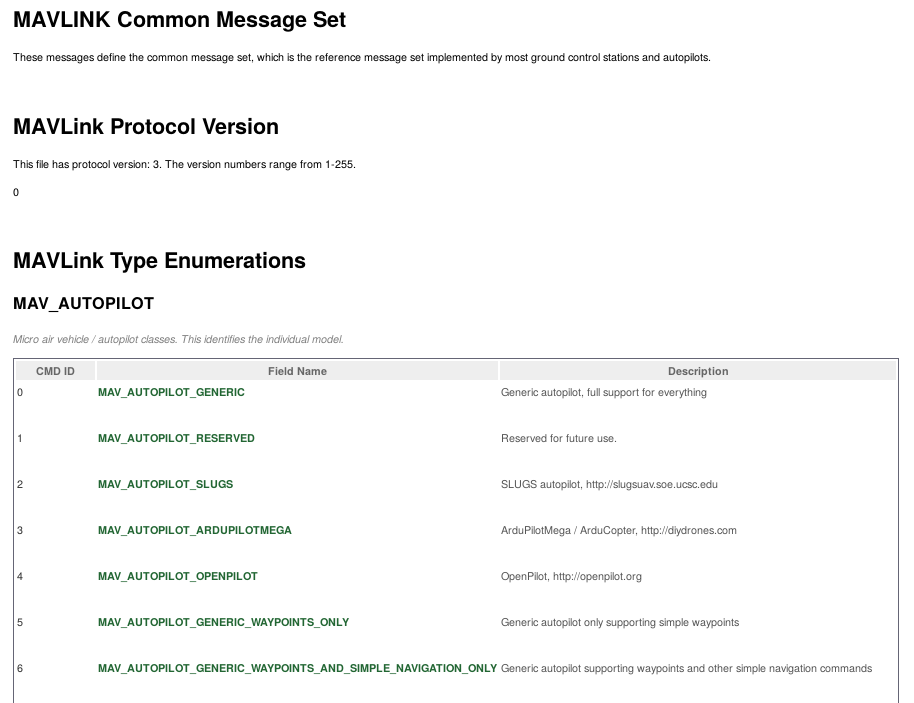 MAVLINK Common Message Set
These messages define the common message set, which is the reference message set implemented by most ground control stations and autopilots.
MAVLink Protocol Version
This file has protocol version: 3. The version numbers range from 1-255.
0
MAVLink Type Enumerations
MAV_AUTOPILOT
Micro air vehicle / autopilot classes. This identifies the individual model.
CMD ID Field Name Description
0 MAV_AUTOPILOT_GENERIC Generic autopilot, full support for everything
1 MAV_AUTOPILOT_RESERVED Reserved for future use.
2 MAV_AUTOPILOT_SLUGS SLUGS autopilot, http://slugsuav.soe.ucsc.edu
3 MAV_AUTOPILOT_ARDUPILOTMEGA ArduPilotMega / ArduCopter, http://diydrones.com
4 MAV_AUTOPILOT_OPENPILOT OpenPilot, http://openpilot.org
5 MAV_AUTOPILOT_GENERIC_WAYPOINTS_ONLY Generic autopilot only supporting simple waypoints
6 MAV_AUTOPILOT_GENERIC_WAYPOINTS_AND_SIMPLE_NAVIGATION_ONLY Generic autopilot supporting waypoints and other simple navigation commands